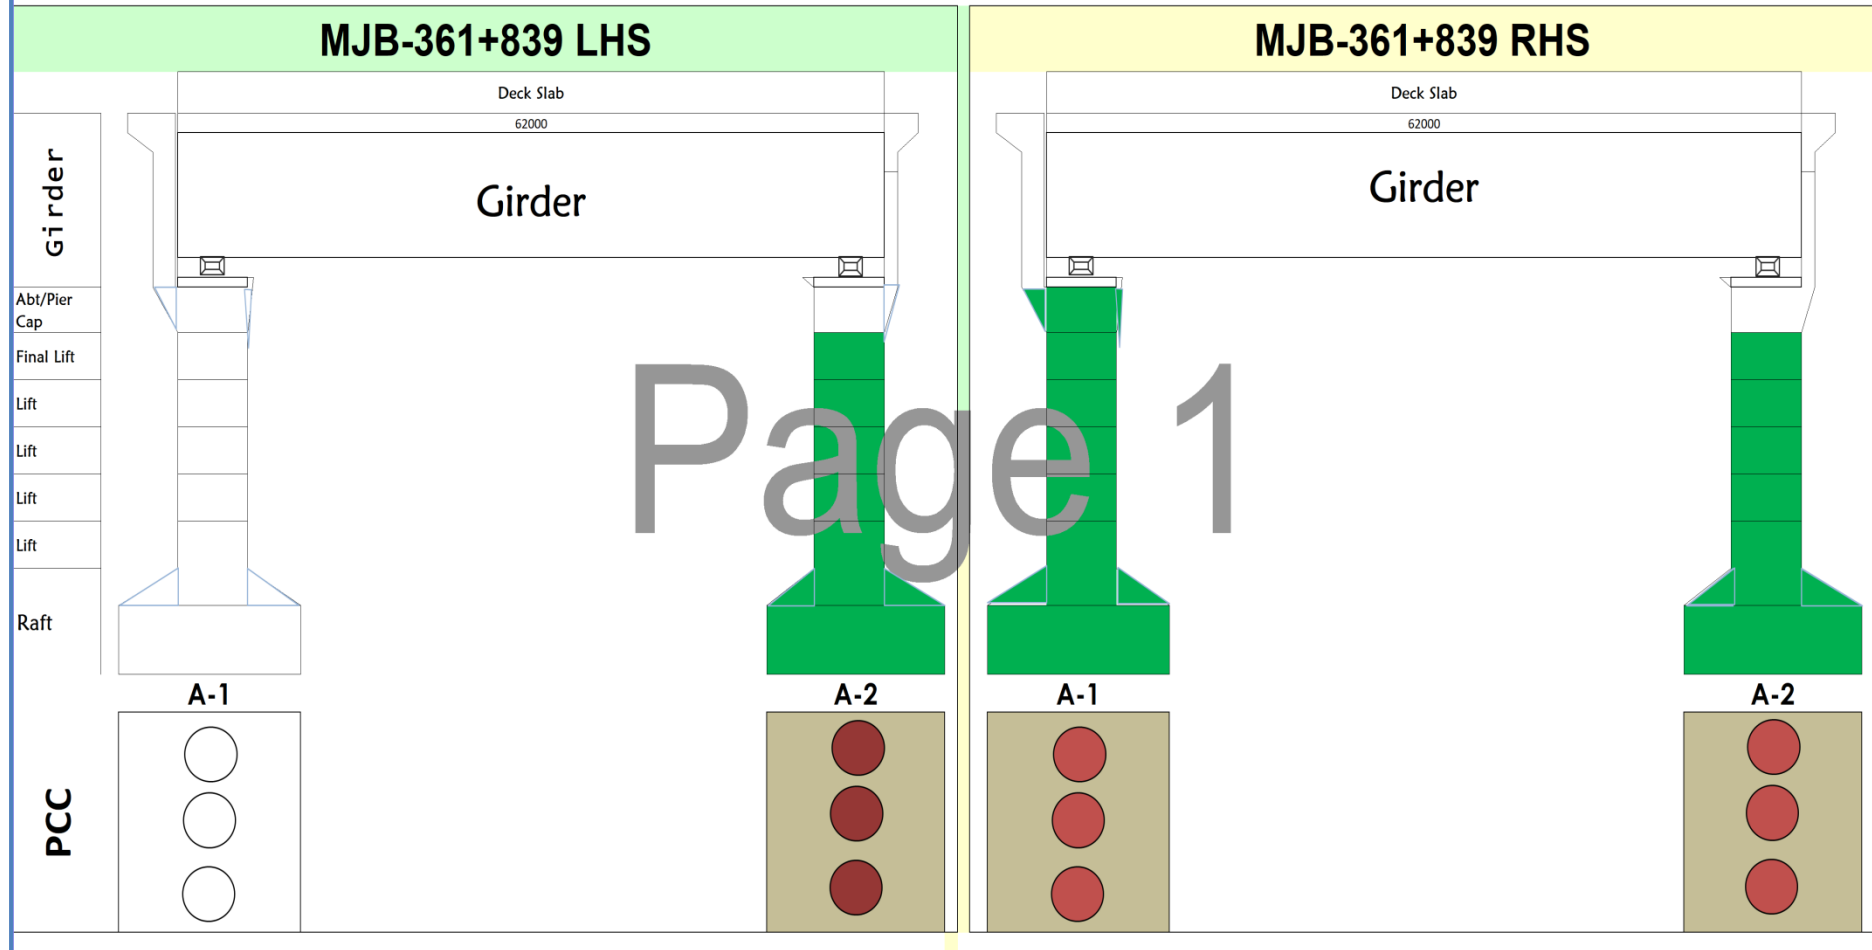 MJB-361+839 LHS
MJB-361+839 RHS
Deck Slab
Deck Slab
62000
62000
Girder
Girder
Girder
Abt/Pier
Cap
Final Lift
Lift
Lift
Lift
Lift
Page 1
Raft
A-1
A-2
A-1
A-2
PCC